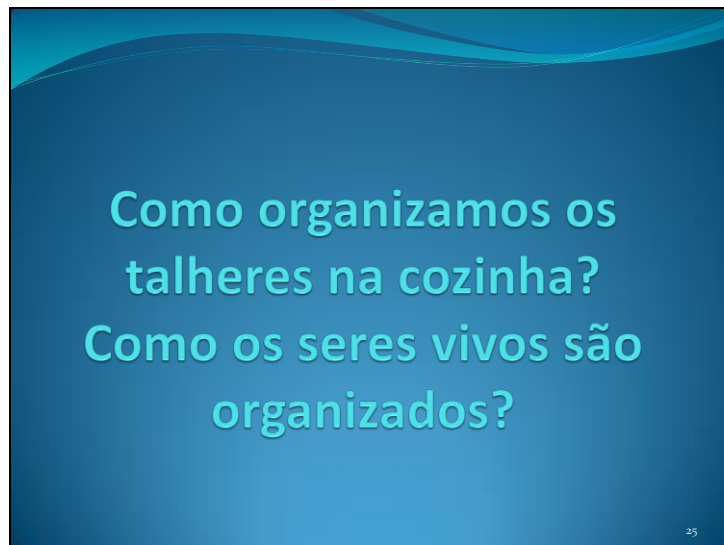 Como organizamos os
talheres na cozinha?
Como os seres vivos são
organizados?
25